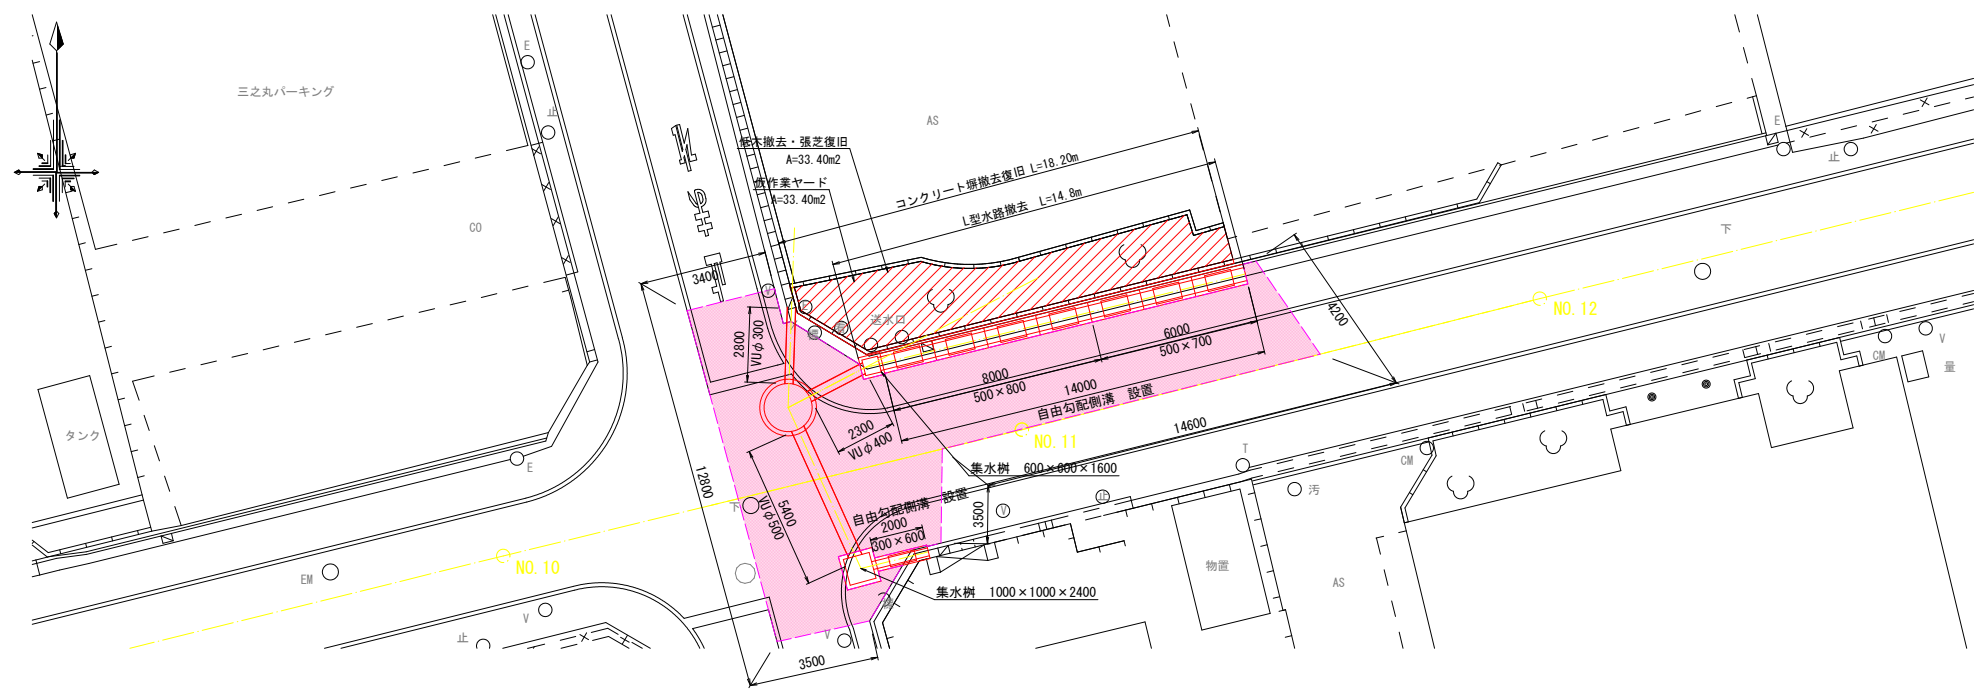 E
三之丸パーキング
止
AS
E
止
低木撤去・張芝復旧
A=33.40m2
コンクリート塀撤去復旧 L=18.20m
仮作業ヤード
A=33.40m2
L型水路撤去 L=14.8m
CO
下
3400
V
送水口
4200
NO.12
2800
VUφ300
6000
500×700
8000
500×800
14000
自由勾配側溝 設置
CM
V
量
タンク
E
2300
VUφ400
NO.11
14600
T
CM
汚
集水桝 600×600×1600
12800
下
5400
VUφ500
自由勾配側溝 設置
2000
300×600
3500
V
止
NO.10
EM
物置
AS
集水桝 1000×1000×2400
V
止
V
3500